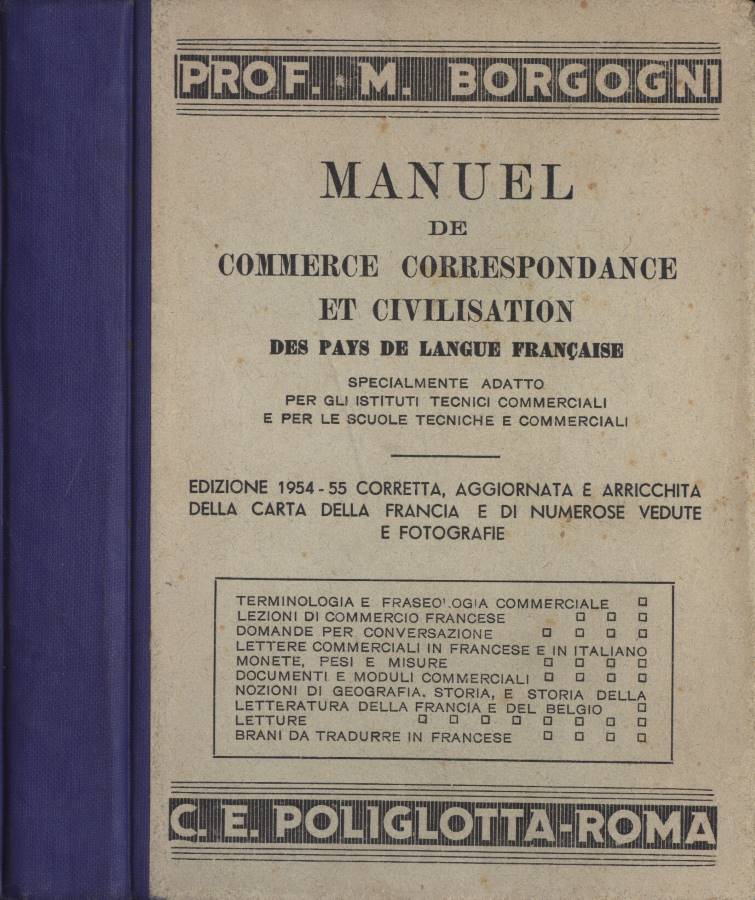 PROF. M. BORGOGNI
MANUEL
DE
COMMERCE CORRESPONDANCE
ET CIVILISATION
DES PAYS DE LANGUE FRANÇAISE
SPECIALMENTE ADATTO
PER GLI ISTITUTI TECNICI COMMERCIALI
E PER LE SCUOLE TECNICHE E COMMERCIALI
EDIZIONE 1954-55 CORRETTA, AGGIORNATA E ARRICCHITA
DELLA CARTA DELLA FRANCIA E DI NUMEROSE VEDUTE
E FOTOGRAFIE
TERMINOLOGIA E FRASEOLOGIA COMMERCIALE
LEZIONI DI COMMERCIO FRANCESE
DOMANDE PER CONVERSAZIONE
LETTERE COMMERCIALI IN FRANCESE E IN ITALIANO
MONETE, PESI E MISURE
DOCUMENTI E MODULI COMMERCIALI
NOZIONI DI GEOGRAFIA, STORIA, E STORIA DELLA
LETTERATURA DELLA FRANCIA E DEL BELGIO
LETTURE
BRANI DA TRADURRE IN FRANCESE
C. E. POLIGLOTTA-ROMA